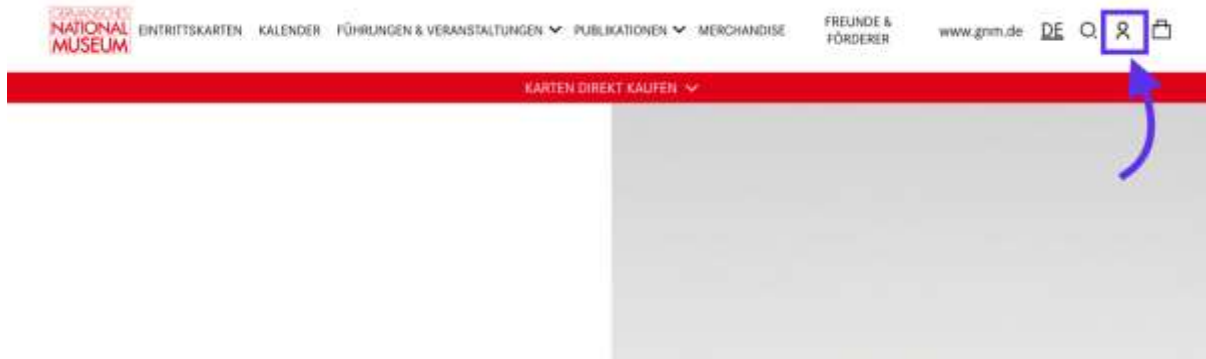 GERMANISCHES
NATIONAL
MUSEUM
EINTRITTSKARTEN KALENDER FÜHRUNGEN & VERANSTALTUNGEN PUBLIKATIONEN MERCHANDISE
FREUNDE &
FÖRDERER
www.gnm.de DE
KARTEN DIREKT KAUFEN